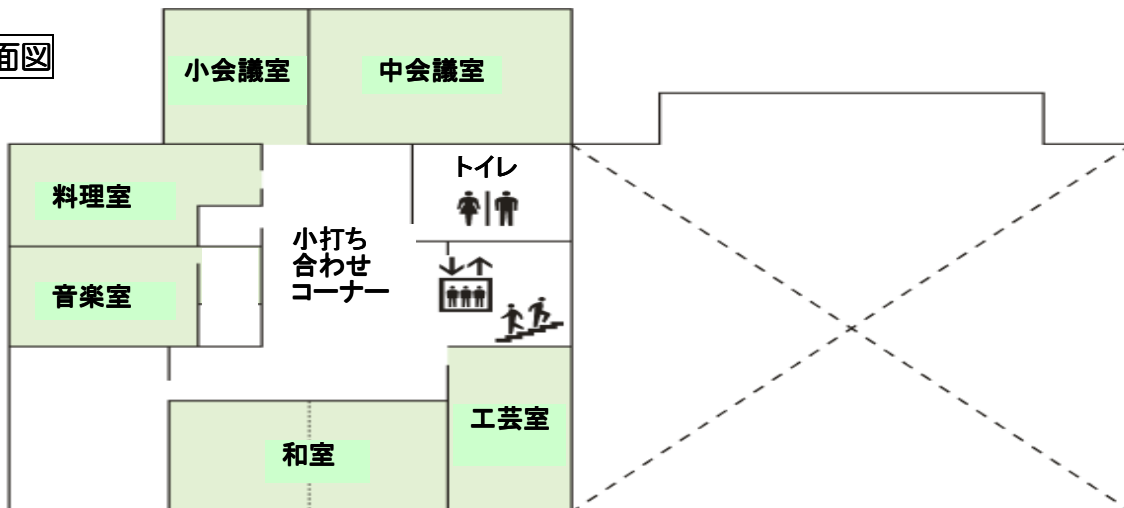 面図
小会議室
中会議室
トイレ
料理室
小打ち
合わせ
コーナー
音楽室
工芸室
和室